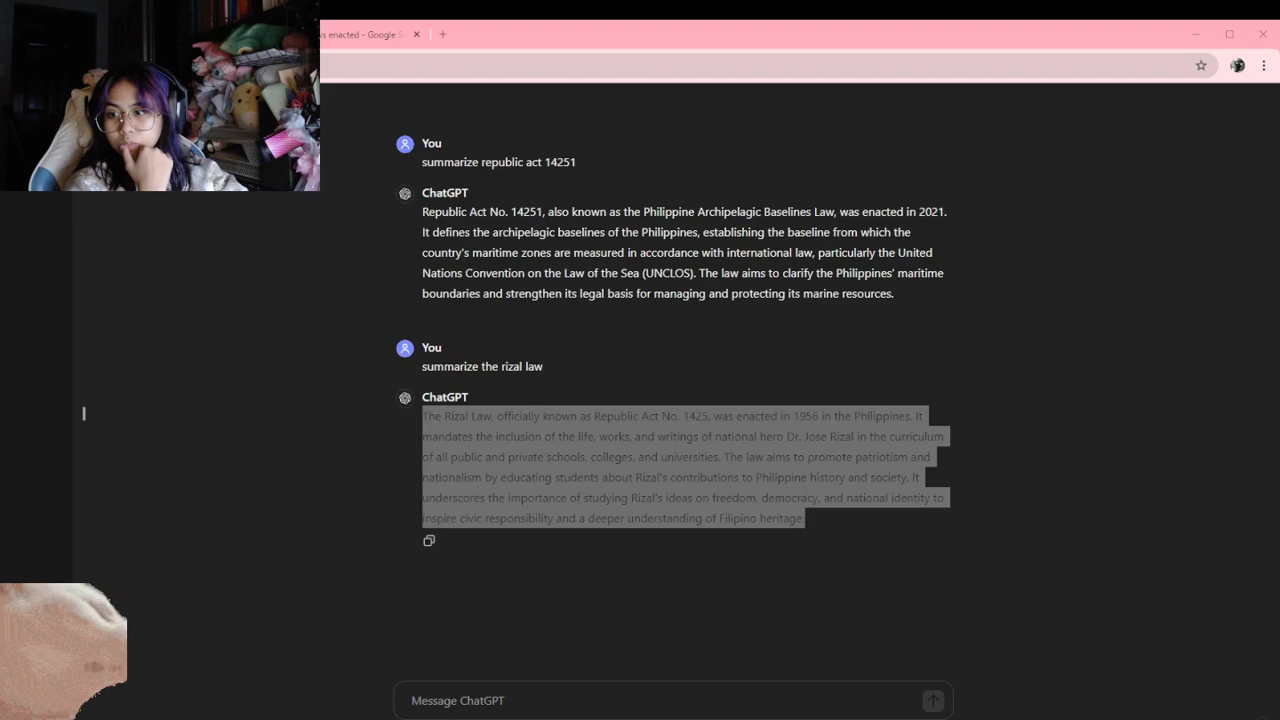 vs enacted - Google S
You
summarize republic act 14251
ChatGPT
Republic Act No. 14251, also known as the Philippine Archipelagic Baselines Law, was enacted in 2021.
It defines the archipelagic baselines of the Philippines, establishing the baseline from which the
country's maritime zones are measured in accordance with international law, particularly the United
Nations Convention on the Law of the Sea (UNCLOS). The law aims to clarify the Philippines' maritime
boundaries and strengthen its legal basis for managing and protecting its marine resources.
You
summarize the rizal law
ChatGPT
The Rizal Law, officially known as Republic Act No. 1425, was enacted in 1956 in the Philippines. It
mandates the inclusion of the life, works, and writings of national hero Dr. Jose Rizal in the curriculum
of all public and private schools, colleges, and universities. The law aims to promote patriotism and
nationalism by educating students about Rizal's contributions to Philippine history and society. It
underscores the importance of studying Rizal's ideas on freedom, democracy, and national identity to
inspire civic responsibility and a deeper understanding of Filipino heritage.
Message ChatGPT